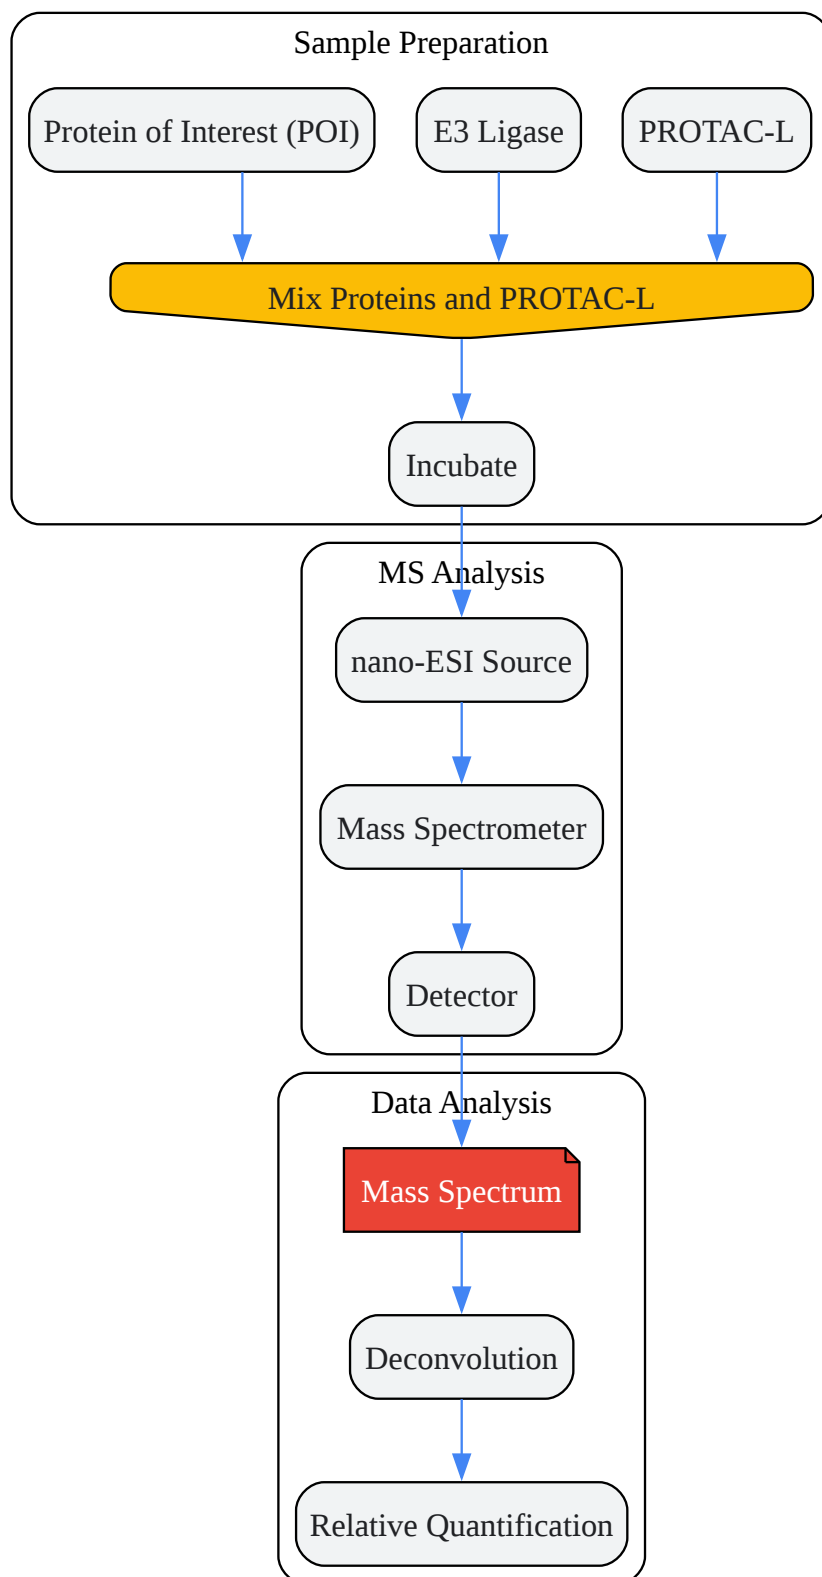 Sample Preparation
Protein of Interest (POI)
E3 Ligase
PROTAC-L
Mix Proteins and PROTAC-L
Incubate
MS Analysis
nano-ESI Source
Mass Spectrometer
Detector
Data Analysis
Mass Spectrum
Deconvolution
Relative Quantification